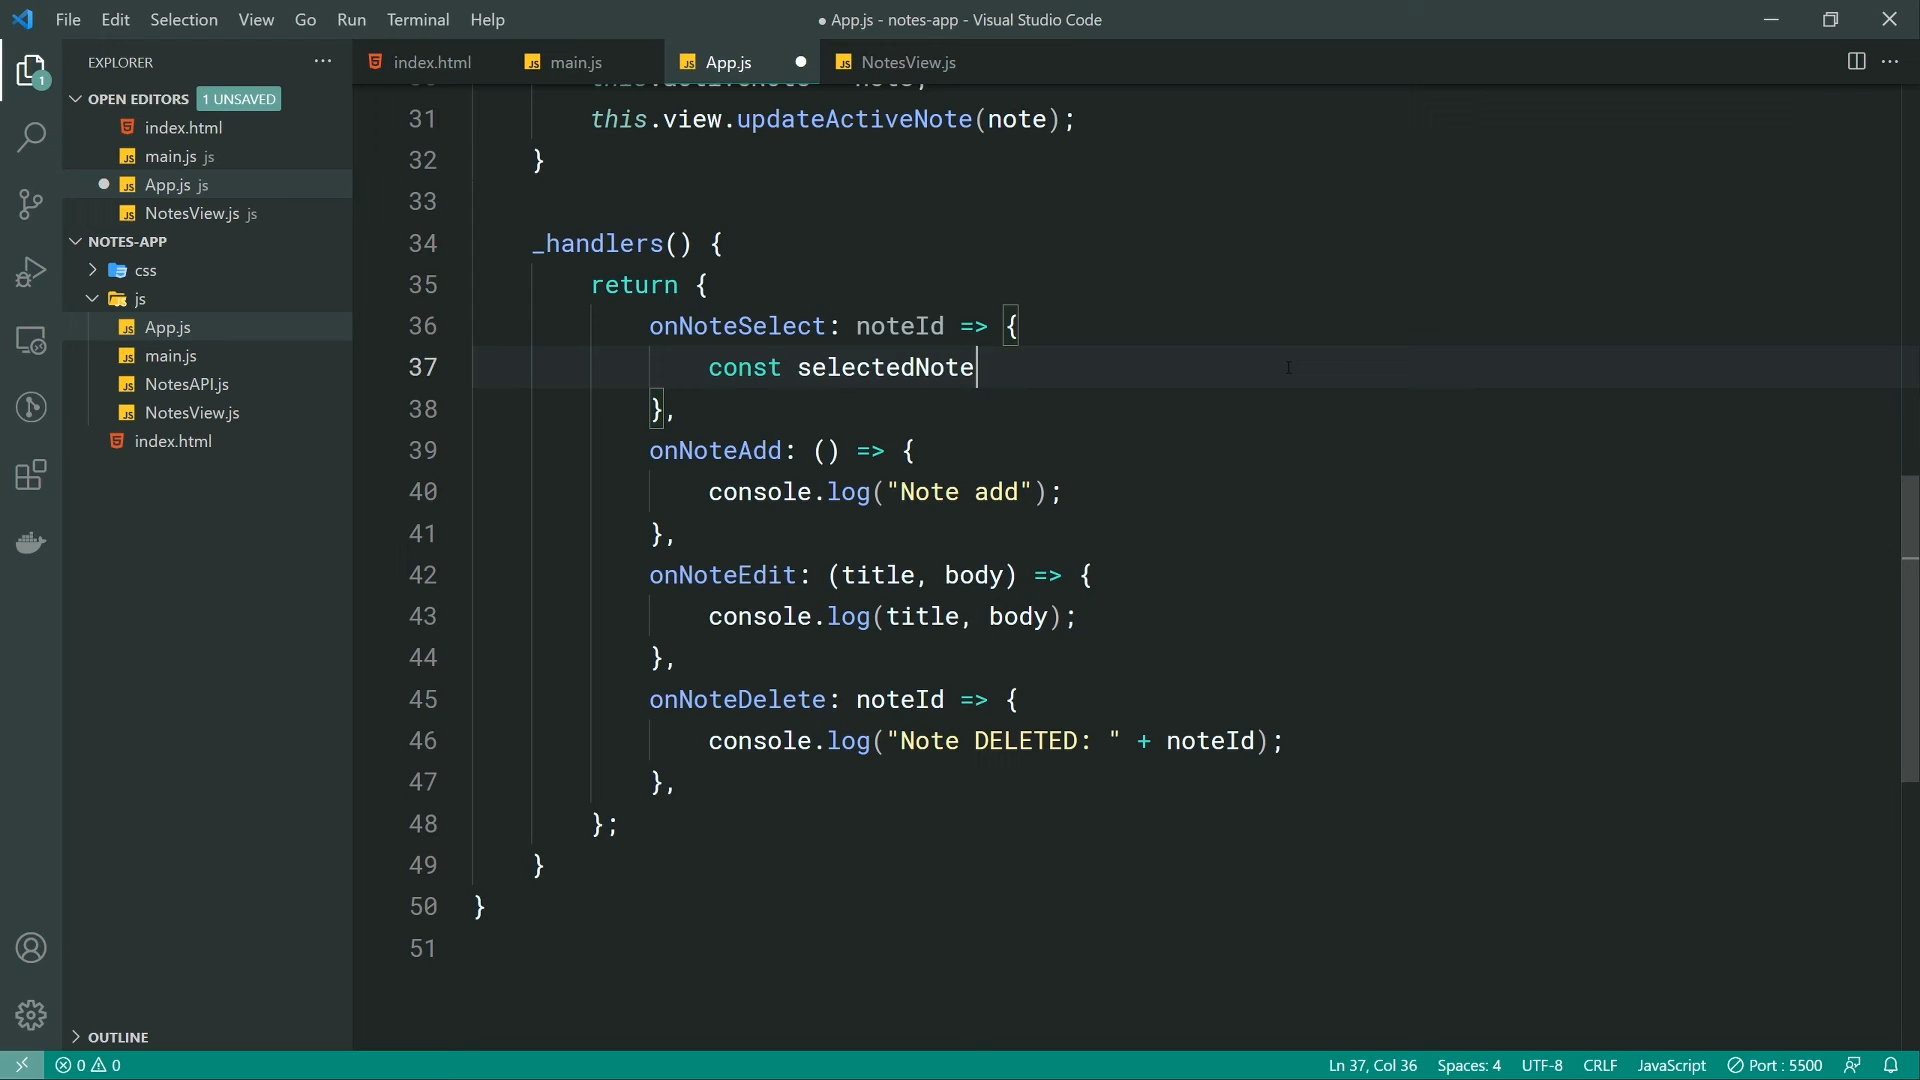 File Edit Selection View Go Run Terminal Help
● App.js - notes-app - Visual Studio Code
EXPLORER
index.html
main.js
App.js
NotesView.js
OPEN EDITORS 1 UNSAVED
index.html
main.js js
App.js js
NotesView.js js
NOTES-APP
css
js
App.js
main.js
NotesAPI.js
NotesView.js
index.html
OUTLINE
1
31 this.view.updateActiveNote(note);
32 }
33
34 _handlers() {
35 return {
36 onNoteSelect: noteId => {
37 const selectedNote
38 },
39 onNoteAdd: () => {
40 console.log("Note add");
41 },
42 onNoteEdit: (title, body) => {
43 console.log(title, body);
44 },
45 onNoteDelete: noteId => {
46 console.log("Note DELETED: " + noteId);
47 },
48 };
49 }
50 }
51
0 0
Ln 37, Col 36 Spaces: 4 UTF-8 CRLF JavaScript Port : 5500